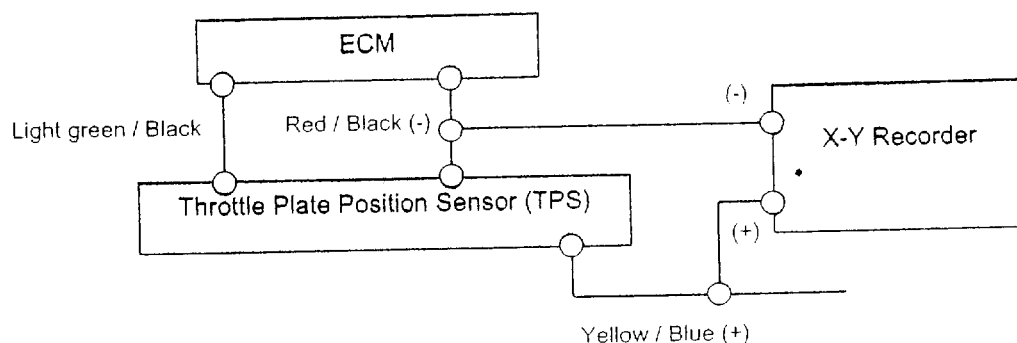 ECM
(-)
Light green / Black
Red / Black (-)
X-Y Recorder
Throttle Plate Position Sensor (TPS)
(+)
Yellow / Blue (+)